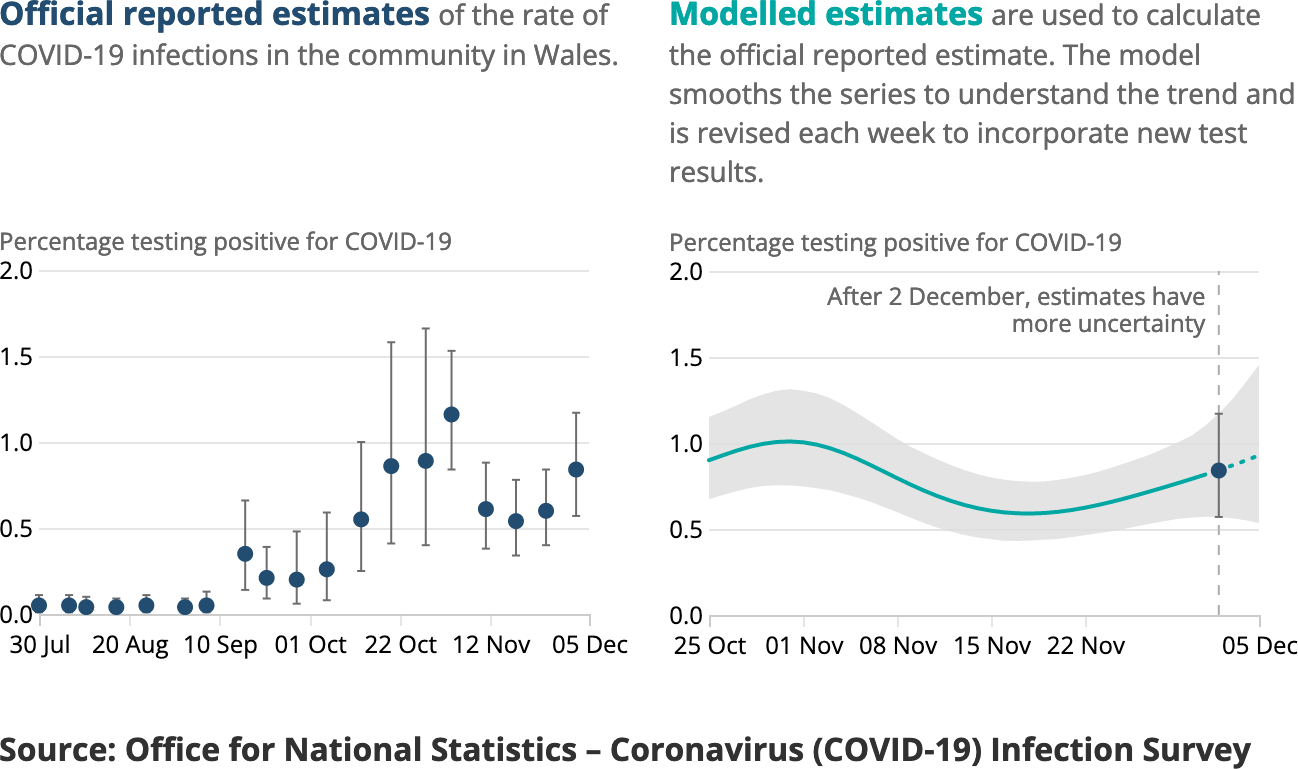 Official reported estimates of the rate of
COVID-19 infections in the community in Wales.
Modelled estimates are used to calculate
the official reported estimate. The model
smooths the series to understand the trend and
is revised each week to incorporate new test
results.
Percentage testing positive for COVID-19
2.0
1.5
1.0
0.5
0.0
30 Jul 20 Aug 10 Sep 01 Oct 22 Oct 12 Nov 05 Dec
Percentage testing positive for COVID-19
2.0
After 2 December, estimates have
more uncertainty
1.5
1.0
0.5
0.0
25 Oct 01 Nov 08 Nov 15 Nov 22 Nov 05 Dec
Source: Office for National Statistics – Coronavirus (COVID-19) Infection Survey